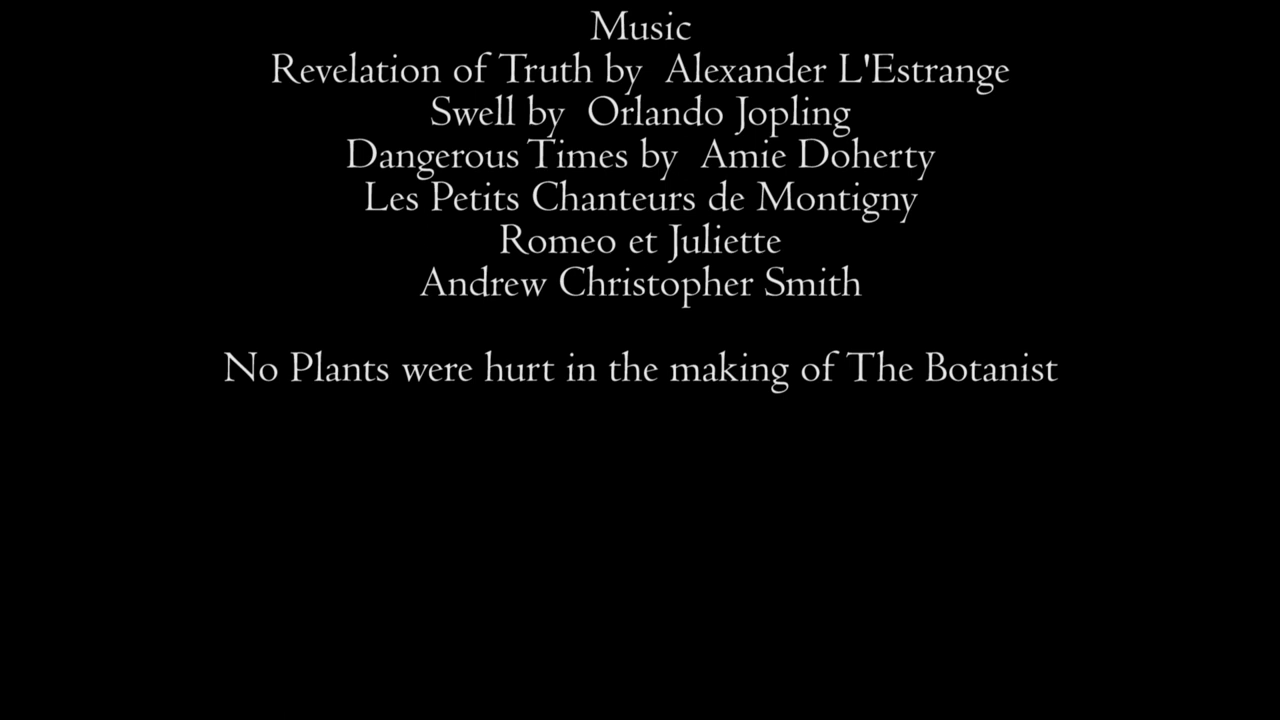 Music
Revelation of Truth by  Alexander L'Estrange
Swell by  Orlando Jopling
Dangerous Times by  Amie Doherty
Les Petits Chanteurs de Montigny
Romeo et Juliette
Andrew Christopher Smith
No Plants were hurt in the making of The Botanist